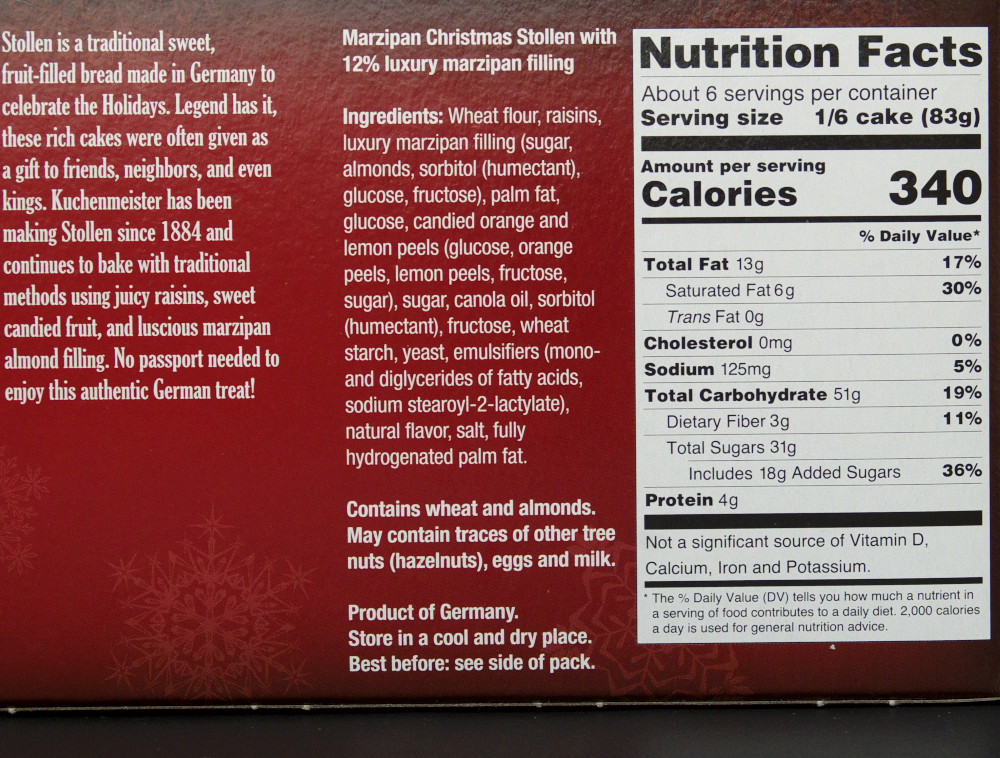 Stollen is a traditional sweet,
fruit-filled bread made in Germany to
celebrate the Holidays. Legend has it,
these rich cakes were often given as
a gift to friends, neighbors, and even
kings. Kuchenmeister has been
making Stollen since 1884 and
continues to bake with traditional
methods using juicy raisins, sweet
candied fruit, and luscious marzipan
almond filling. No passport needed to
enjoy this authentic German treat!
Marzipan Christmas Stollen with
12% luxury marzipan filling
Ingredients: Wheat flour, raisins,
luxury marzipan filling (sugar,
almonds, sorbitol (humectant),
glucose, fructose), palm fat,
glucose, candied orange and
lemon peels (glucose, orange
peels, lemon peels, fructose,
sugar), sugar, canola oil, sorbitol
(humectant), fructose, wheat
starch, yeast, emulsifiers (mono-
and diglycerides of fatty acids,
sodium stearoyl-2-lactylate),
natural flavor, salt, fully
hydrogenated palm fat.
Contains wheat and almonds.
May contain traces of other tree
nuts (hazelnuts), eggs and milk.
Product of Germany.
Store in a cool and dry place.
Best before: see side of pack.
Nutrition Facts
About 6 servings per container
Serving size 1/6 cake (83g)
Amount per serving
Calories 340
% Daily Value*
Total Fat 13g 17%
Saturated Fat 6g 30%
Trans Fat 0g
Cholesterol 0mg 0%
Sodium 125mg 5%
Total Carbohydrate 51g 19%
Dietary Fiber 3g 11%
Total Sugars 31g
Includes 18g Added Sugars 36%
Protein 4g
Not a significant source of Vitamin D,
Calcium, Iron and Potassium.
* The % Daily Value (DV) tells you how much a nutrient in
a serving of food contributes to a daily diet. 2,000 calories
a day is used for general nutrition advice.